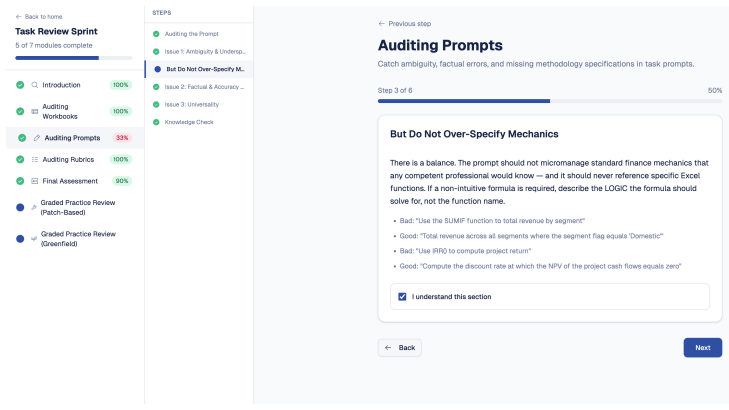 ← Back to home
Task Review Sprint
5 of 7 modules complete
Introduction 100%
Auditing
Workbooks 100%
Auditing Prompts 33%
Auditing Rubrics 100%
Final Assessment 90%
Graded Practice Review
(Patch-Based)
Graded Practice Review
(Greenfield)
STEPS
Auditing the Prompt
Issue 1: Ambiguity & Undersp...
But Do Not Over-Specify M...
Issue 2: Factual & Accuracy ...
Issue 3: Universality
Knowledge Check
← Previous step
Auditing Prompts
Catch ambiguity, factual errors, and missing methodology specifications in task prompts.
Step 3 of 6 50%
But Do Not Over-Specify Mechanics
There is a balance. The prompt should not micromanage standard finance mechanics that
any competent professional would know — and it should never reference specific Excel
functions. If a non-intuitive formula is required, describe the LOGIC the formula should
solve for, not the function name.
• Bad: "Use the SUMIF function to total revenue by segment"
• Good: "Total revenue across all segments where the segment flag equals 'Domestic'"
• Bad: "Use IRR() to compute project return"
• Good: "Compute the discount rate at which the NPV of the project cash flows equals zero"
I understand this section
← Back
Next